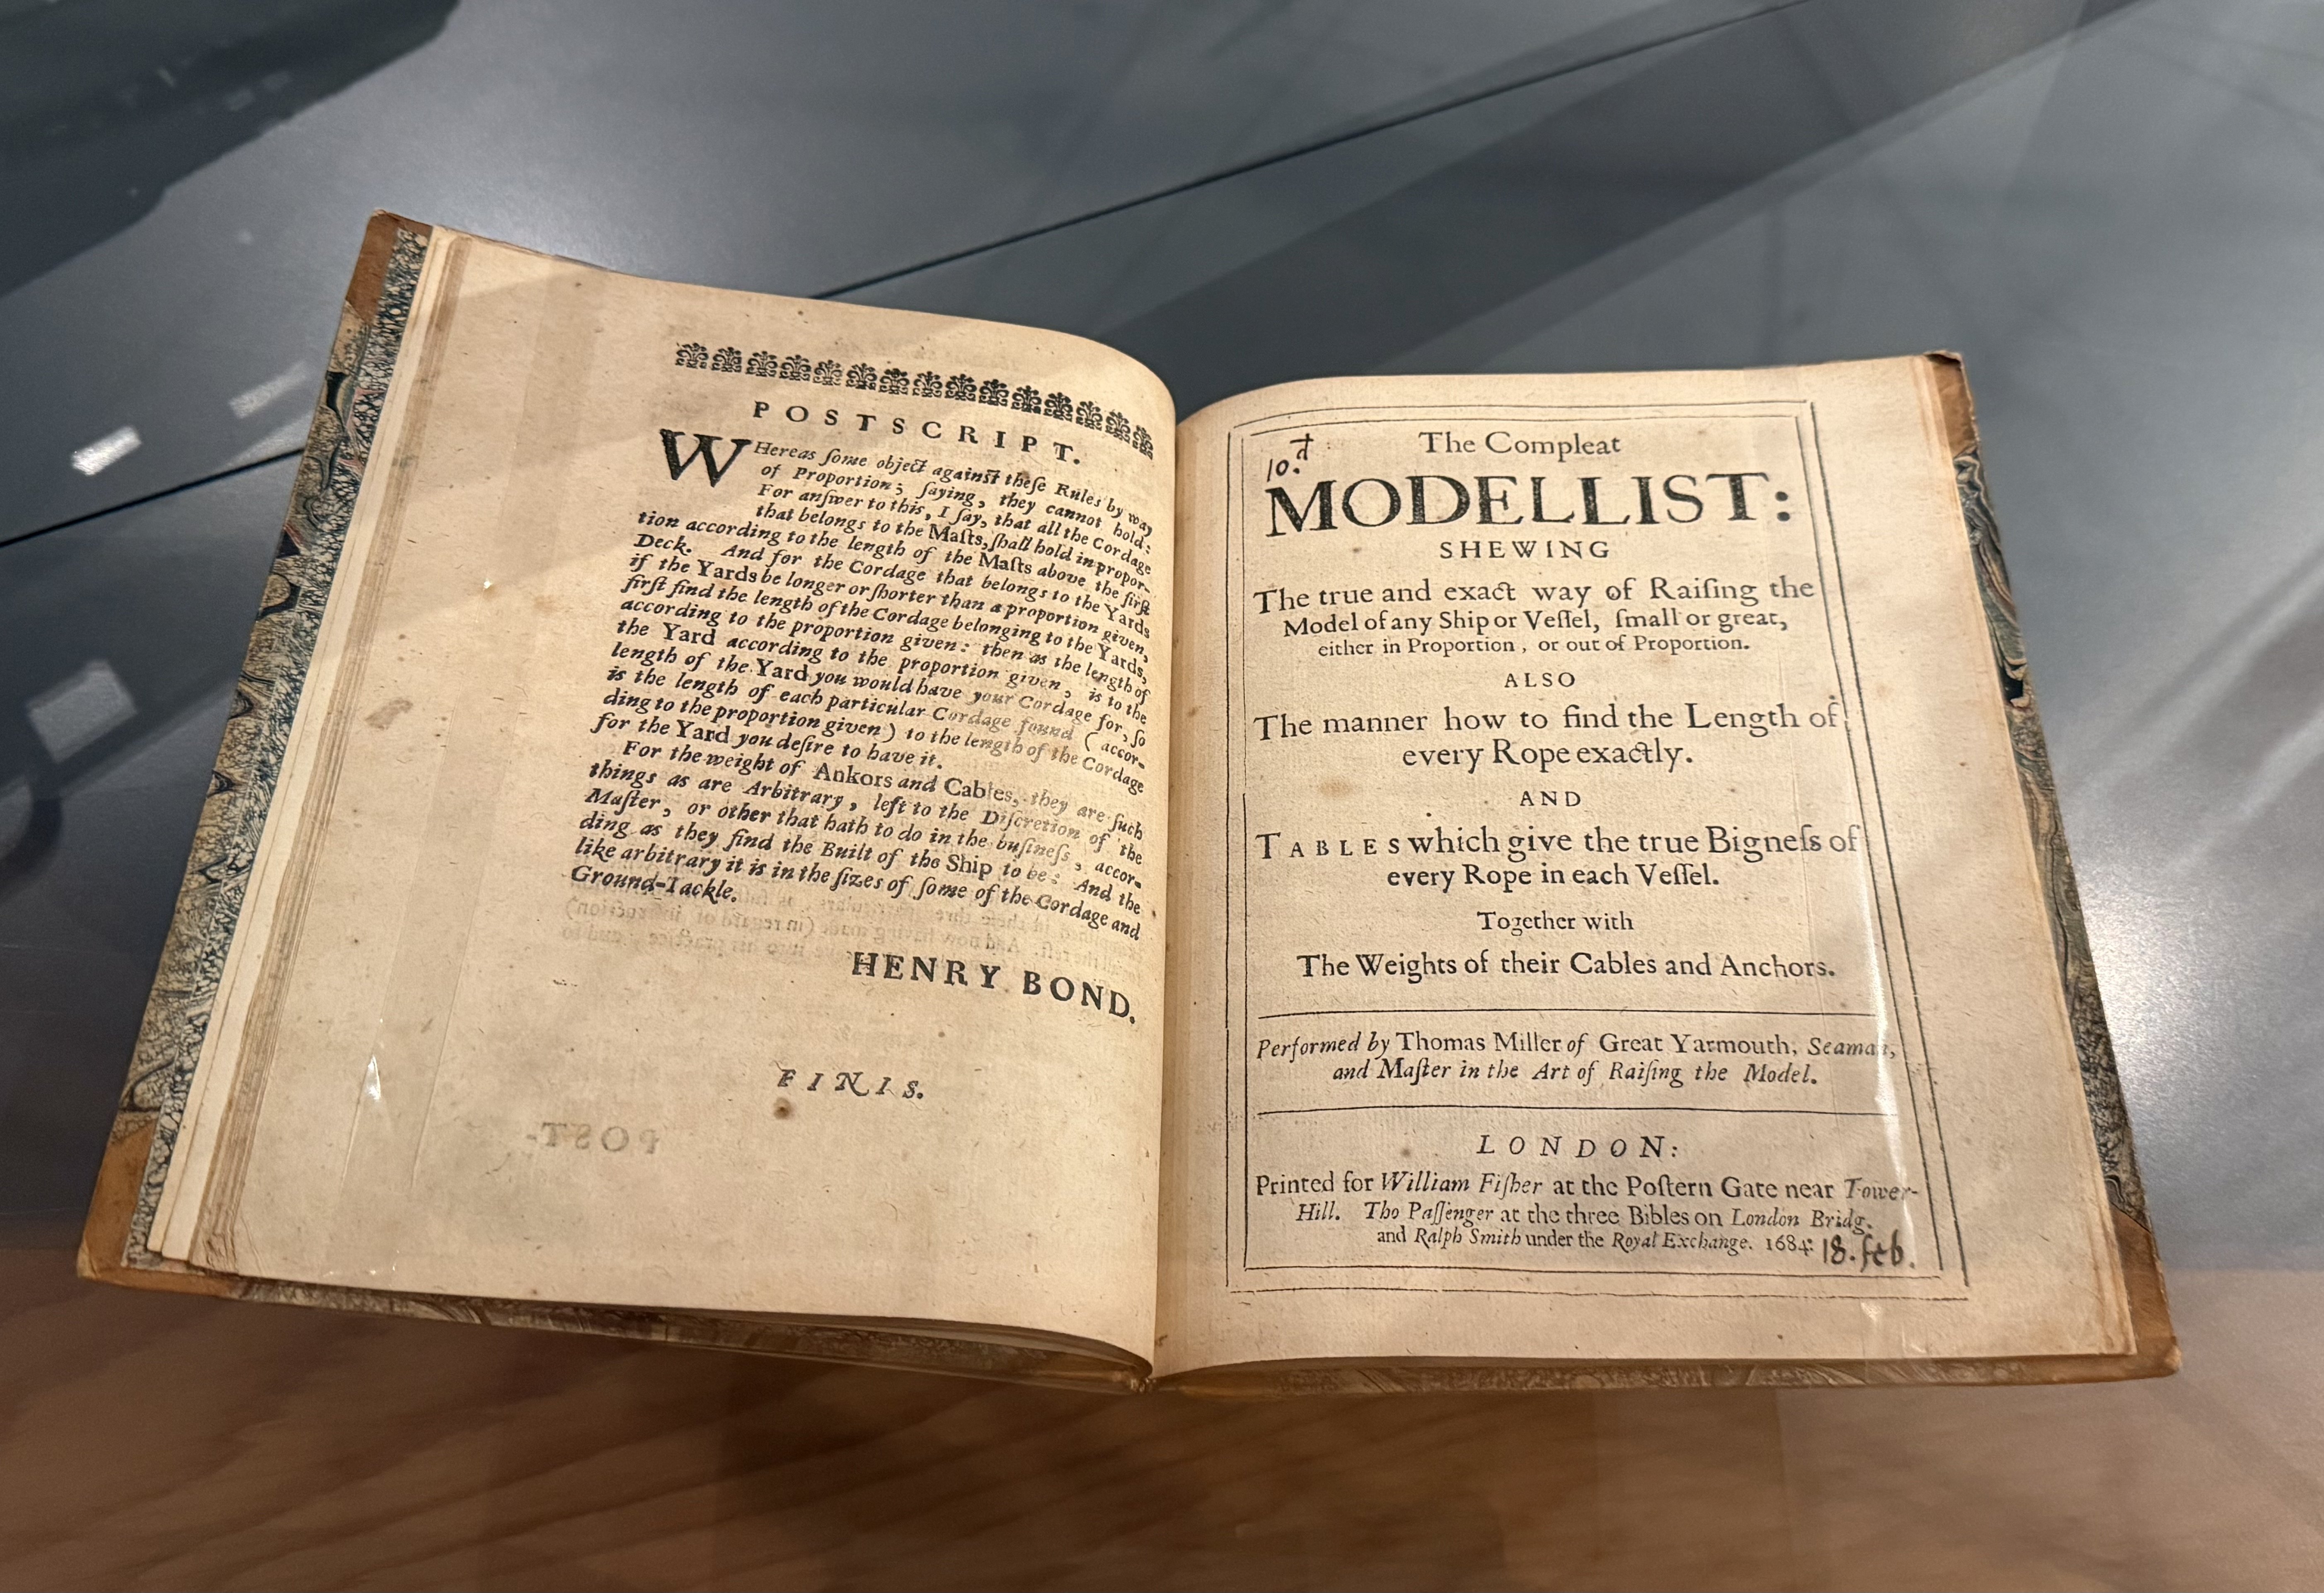 POSTSCRIPT.
WHereas ſome object againſt theſe Rules by way
of Proportion; ſaying, they cannot hold:
For anſwer to this, I ſay, that all the Cordage
that belongs to the Maſts, ſhall hold in propor-
tion according to the length of the Maſts above the firſt
Deck. And for the Cordage that belongs to the Yards
if the Yards be longer or ſhorter than a proportion given,
firſt find the length of the Cordage belonging to the Yards,
according to the proportion given: then as the length of
the Yard according to the proportion given, is to the
length of the Yard you would have your Cordage for, ſo
is the length of each particular Cordage found (accor-
ding to the proportion given) to the length of the Cordage
for the Yard you deſire to have it.
For the weight of Ankors and Cables, they are ſuch
things as are Arbitrary, left to the Diſcretion of the
Maſter, or other that hath to do in the buſineſs, accor-
ding as they find the Built of the Ship to be: And the
like arbitrary it is in the ſizes of ſome of the Cordage and
Ground-Tackle.
HENRY BOND.
FINIS.
10.d
The Compleat
MODELLIST:
SHEWING
The true and exact way of Raiſing the
Model of any Ship or Veſſel, ſmall or great,
either in Proportion, or out of Proportion.
ALSO
The manner how to find the Length of
every Rope exactly.
AND
TABLES which give the true Bigneſs of
every Rope in each Veſſel.
Together with
The Weights of their Cables and Anchors.
Performed by Thomas Miller of Great Yarmouth, Seaman,
and Maſter in the Art of Raiſing the Model.
LONDON:
Printed for William Fiſher at the Poſtern Gate near Tower-
Hill. Tho Paſſenger at the three Bibles on London Bridg.
and Ralph Smith under the Royal Exchange. 1684: 18. feb.